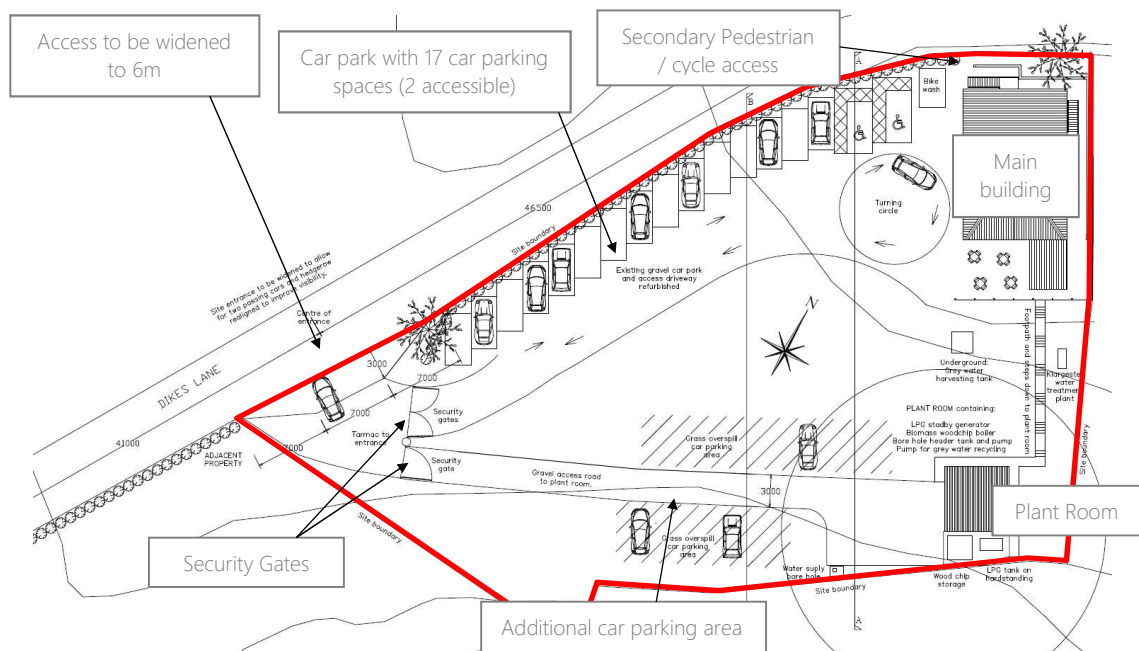 Access to be widened
to 6m
Car park with 17 car parking
spaces (2 accessible)
Secondary Pedestrian
/ cycle access
A
B
Bike
wash
Main
building
Turning
circle
46500
Site boundary
Existing gravel car park
and access driveway
refurbished
Site entrance to be widened to allow
for two passing cars and hedgerow
realigned to improve visibility.
Centre of
entrance
N
DIKES LANE
3000
7000
7000
7000
41000
ADJACENT
PROPERTY
Tarmac to
entrance
Security
gates
Security
gate
Underground:
Grey water
harvesting tank
Footpath and steps down to plant room
Klargester
water
treatment
plant
PLANT ROOM containing:
LPG stadby generator
Biomass woodchip boiler
Bore hole header tank and pump
Pump for grey water recycling
Grass overspill
car parking
area
Gravel access road
to plant room.
3000
Site boundary
Plant Room
Security Gates
Site boundary
Grass overspill
car parking
area
Water suply
bore hole
Wood chip
storage
LPG tank on
hardstanding
Site boundary
A
Additional car parking area